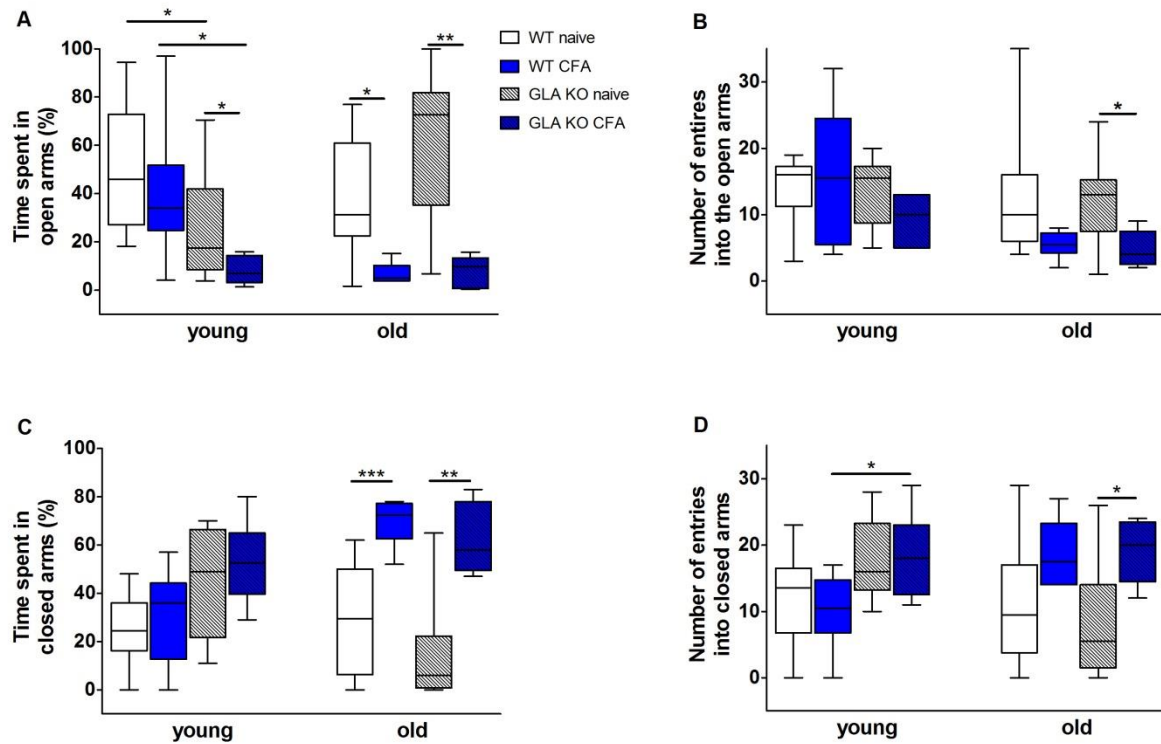 A
Time spent in
open arms (%)
100
80
60
40
20
0
*
*
*
*
**
young
old
WT naive
WT CFA
GLA KO naive
GLA KO CFA
B
Number of entires
into the open arms
30
20
10
0
*
young
old
C
Time spent in
closed arms (%)
100
80
60
40
20
0
***
**
young
old
D
Number of entries
into closed arms
30
20
10
0
*
*
young
old